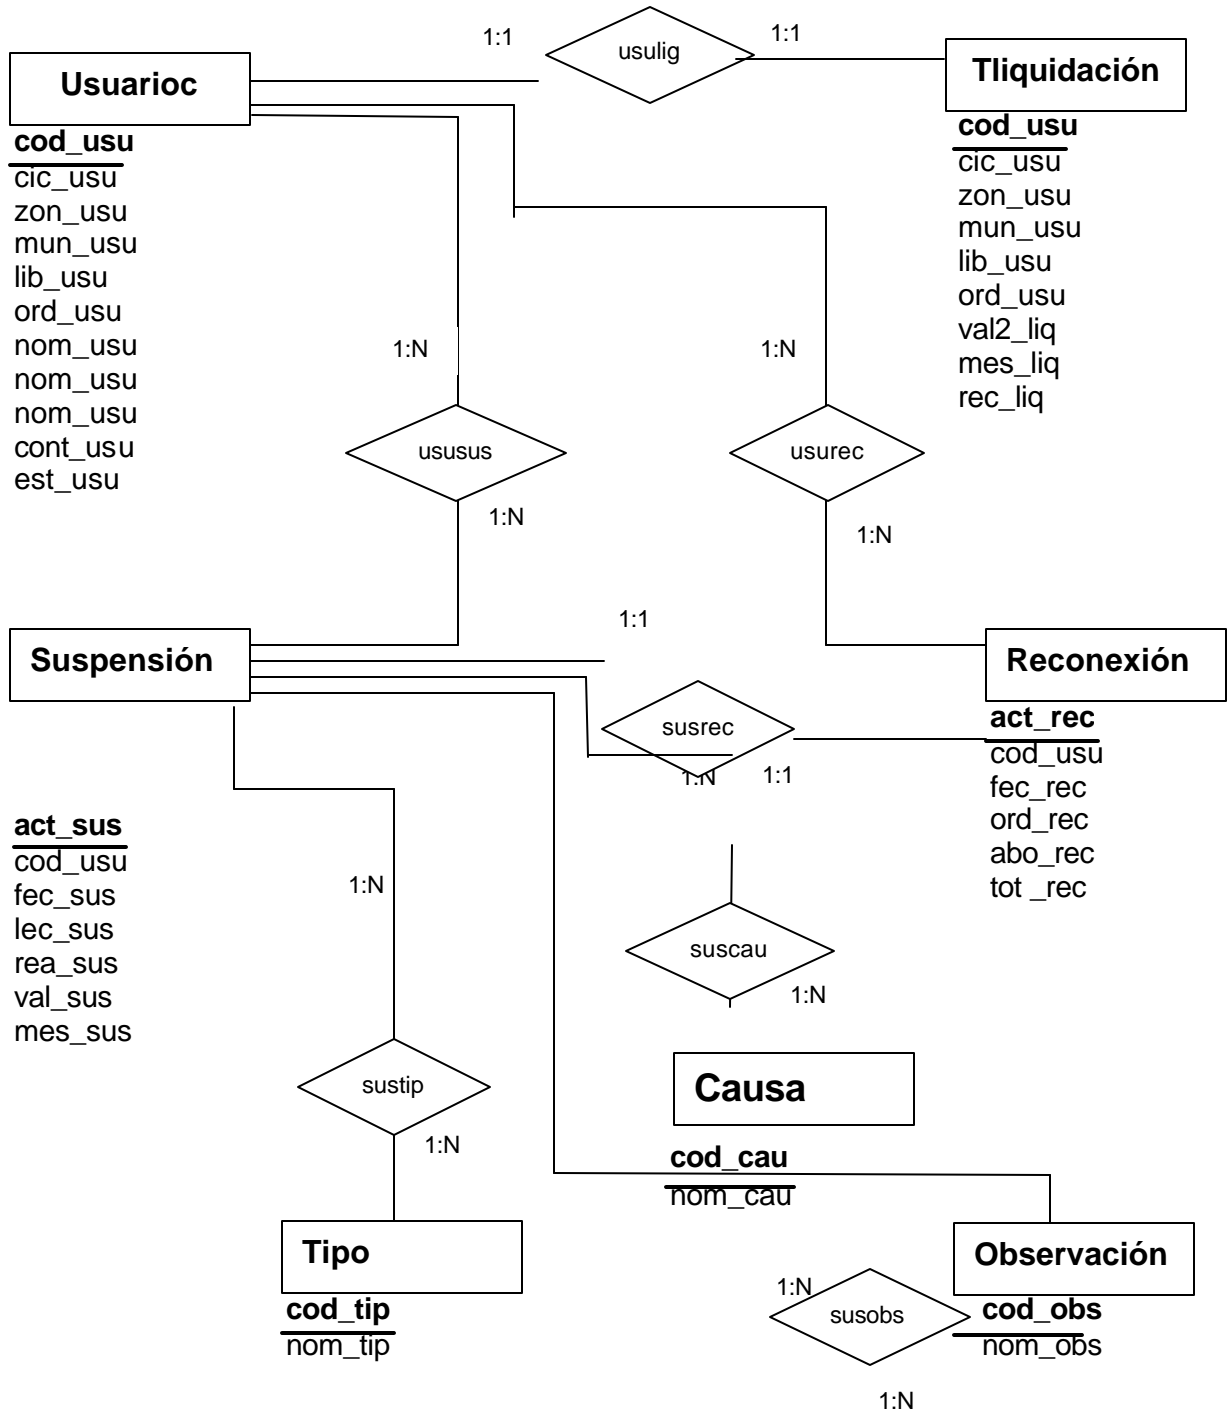 1:1
usulig
1:1
Usuarioc
Tliquidación
cod_usu
cic_usu
zon_usu
mun_usu
lib_usu
ord_usu
nom_usu
nom_usu
nom_usu
cont_usu
est_usu
cod_usu
cic_usu
zon_usu
mun_usu
lib_usu
ord_usu
val2_liq
mes_liq
rec_liq
1:N
1:N
ususus
usurec
1:N
1:N
1:1
Suspensión
Reconexión
susrec
1:N
1:1
act_rec
cod_usu
fec_rec
ord_rec
abo_rec
tot _rec
act_sus
cod_usu
fec_sus
lec_sus
rea_sus
val_sus
mes_sus
1:N
suscau
1:N
sustip
1:N
Causa
cod_cau
nom_cau
Tipo
cod_tip
nom_tip
Observación
1:N
susobs
cod_obs
nom_obs
1:N